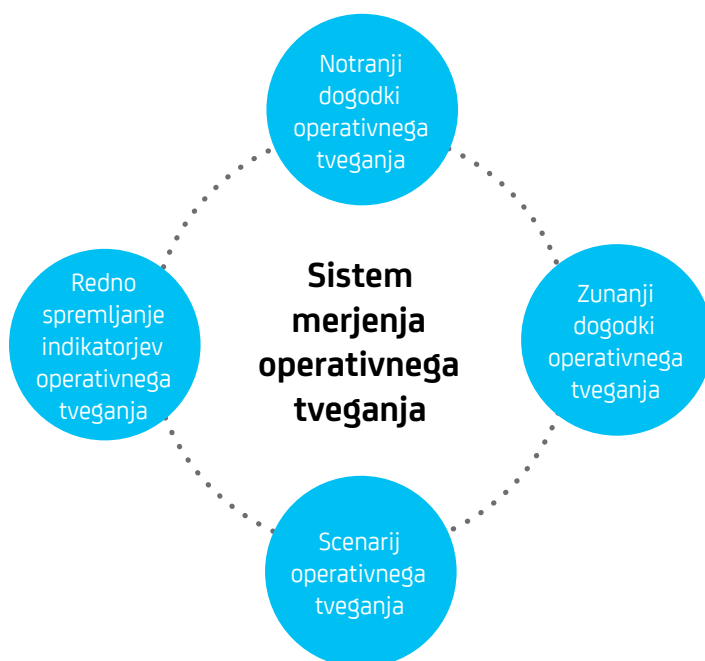 Notranji
dogodki
operativnega
tveganja
Redno
spremljanje
indikatorjev
operativnega
tveganja
Sistem
merjenja
operativnega
tveganja
Zunanji
dogodki
operativnega
tveganja
Scenarij
operativnega
tveganja